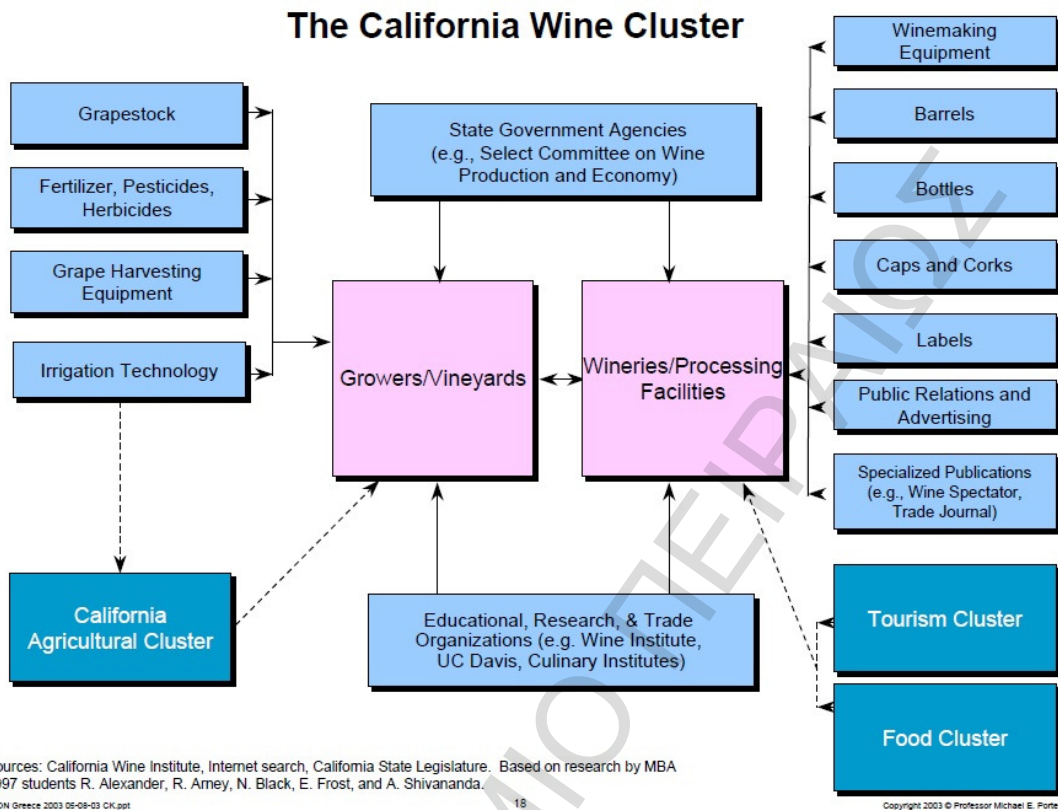 The California Wine Cluster
Grapestock
Fertilizer, Pesticides,
Herbicides
Grape Harvesting
Equipment
Irrigation Technology
State Government Agencies
(e.g., Select Committee on Wine
Production and Economy)
Growers/Vineyards
Wineries/Processing
Facilities
Winemaking
Equipment
Barrels
Bottles
Caps and Corks
Labels
Public Relations and
Advertising
Specialized Publications
(e.g., Wine Spectator,
Trade Journal)
California
Agricultural Cluster
Educational, Research, & Trade
Organizations (e.g. Wine Institute,
UC Davis, Culinary Institutes)
Tourism Cluster
Food Cluster
ources: California Wine Institute, Internet search, California State Legislature. Based on research by MBA
997 students R. Alexander, R. Arney, N. Black, E. Frost, and A. Shivananda.
ON Greece 2003 05-08-03 CK.ppt
18
Copyright 2003 © Professor Michael E. Porte
ΜΙΟ ΠΕΙΡΑΙΩΣ